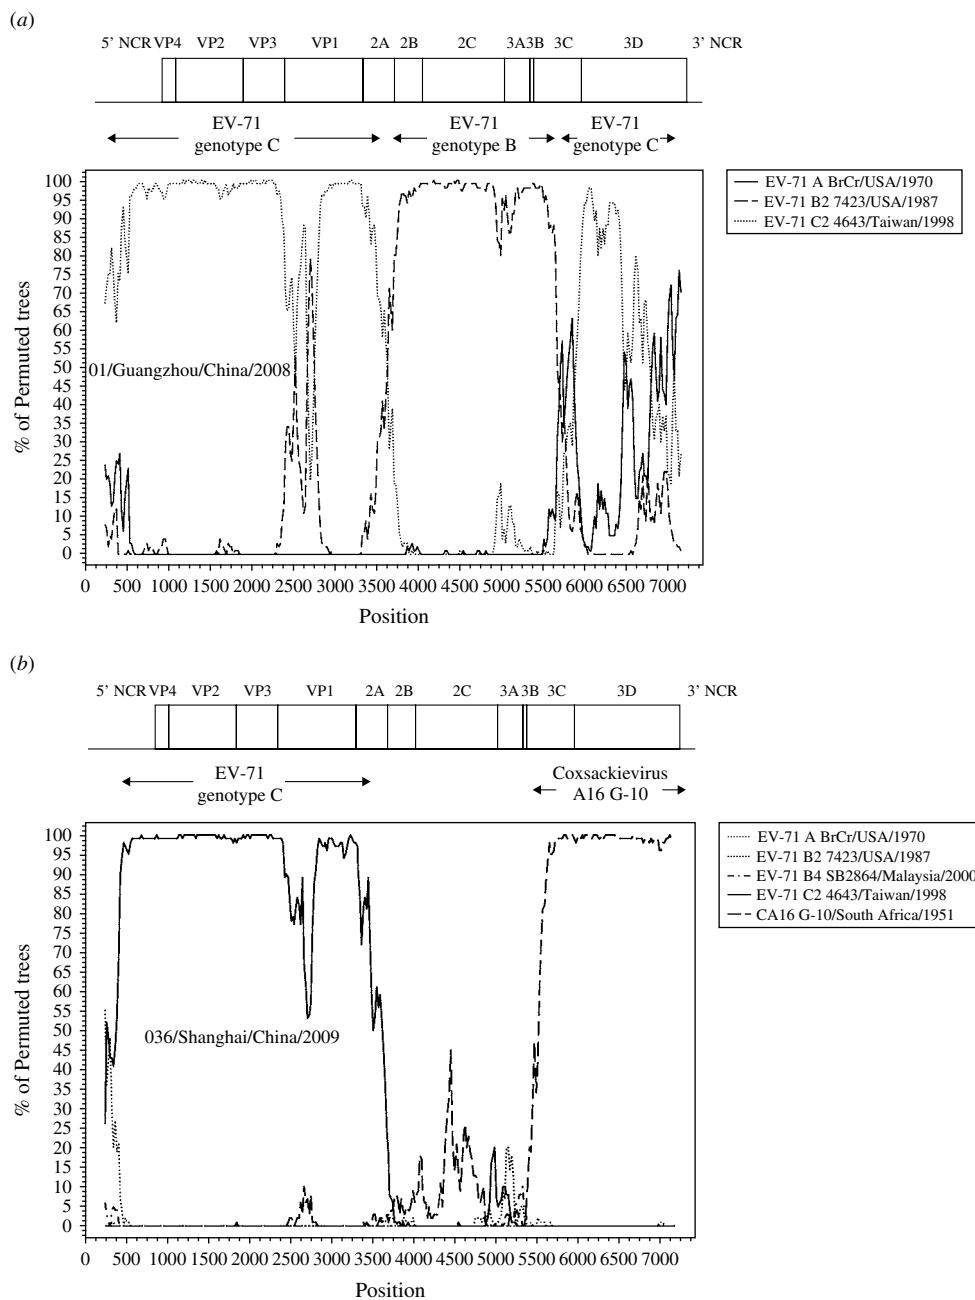 (a)
5' NCR VP4 VP2 VP3 VP1 2A 2B 2C 3A 3B 3C 3D 3' NCR
EV-71
genotype C
EV-71
genotype B
EV-71
genotype C
100
95
90
85
80
75
70
65
60
55
50
45
40
35
30
25
20
15
10
5
0
% of Permuted trees
01/Guangzhou/China/2008
EV-71 A BrCr/USA/1970
EV-71 B2 7423/USA/1987
EV-71 C2 4643/Taiwan/1998
0 500 1000 1500 2000 2500 3000 3500 4000 4500 5000 5500 6000 6500 7000
Position
(b)
5' NCR VP4 VP2 VP3 VP1 2A 2B 2C 3A 3B 3C 3D 3' NCR
EV-71
genotype C
Coxsackievirus
A16 G-10
100
95
90
85
80
75
70
65
60
55
50
45
40
35
30
25
20
15
10
5
0
% of Permuted trees
036/Shanghai/China/2009
EV-71 A BrCr/USA/1970
EV-71 B2 7423/USA/1987
EV-71 B4 SB2864/Malaysia/2000
EV-71 C2 4643/Taiwan/1998
CA16 G-10/South Africa/1951
0 500 1000 1500 2000 2500 3000 3500 4000 4500 5000 5500 6000 6500 7000
Position